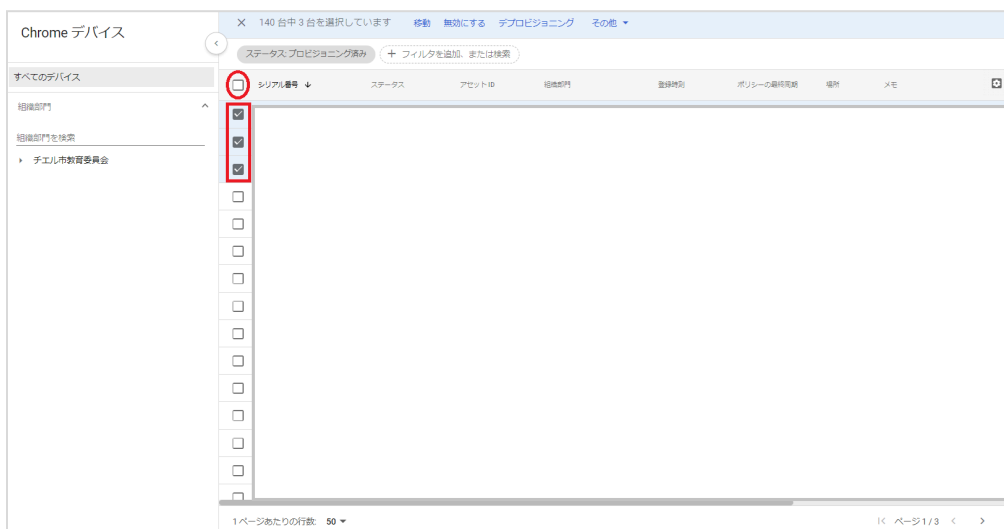 Chrome デバイス
すべてのデバイス
組織部門
組織部門を検索
チエル市教育委員会
140 台中 3 台を選択しています 移動 無効にする デプロビジョニング その他
ステータス: プロビジョニング済み + フィルタを追加、または検索
シリアル番号 ステータス アセット ID 組織部門 登録時刻 ポリシーの最終同期 場所 メモ
1 ページあたりの行数: 50 ページ 1 / 3